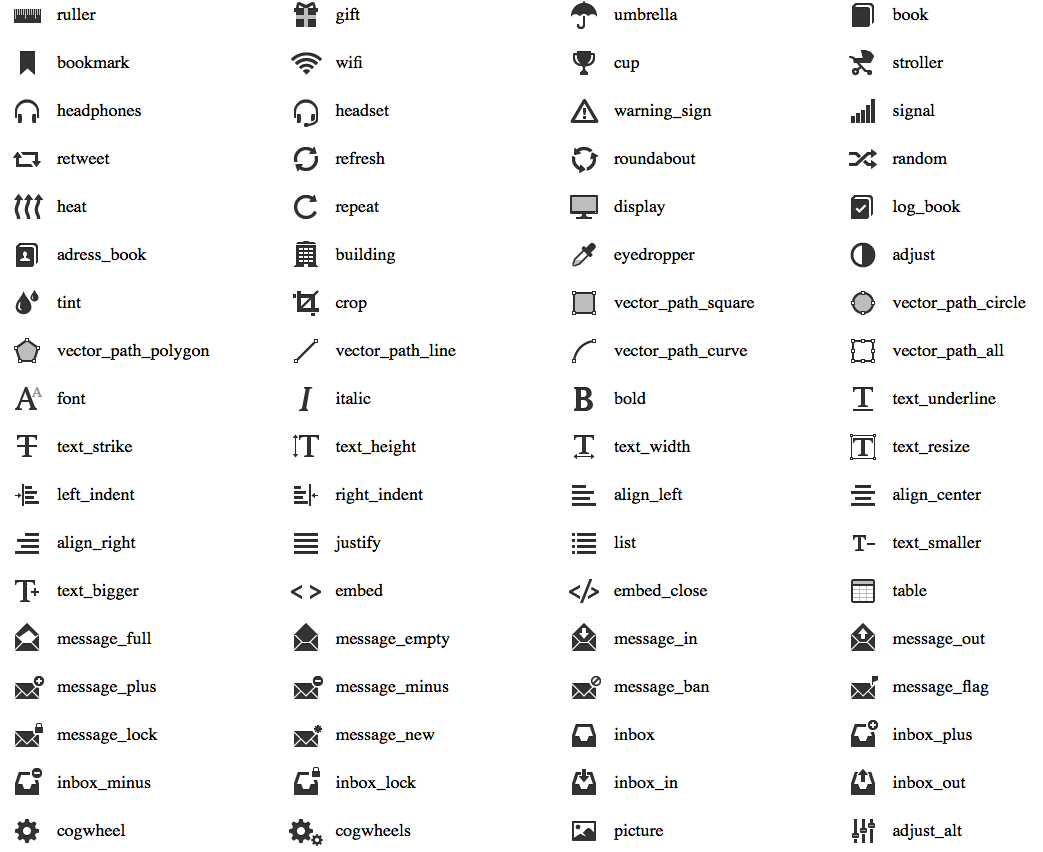 ruller gift umbrella book
bookmark wifi cup stroller
headphones headset warning_sign signal
retweet refresh roundabout random
heat repeat display log_book
adress_book building eyedropper adjust
tint crop vector_path_square vector_path_circle
vector_path_polygon vector_path_line vector_path_curve vector_path_all
font italic bold text_underline
text_strike text_height text_width text_resize
left_indent right_indent align_left align_center
align_right justify list text_smaller
text_bigger embed embed_close table
message_full message_empty message_in message_out
message_plus message_minus message_ban message_flag
message_lock message_new inbox inbox_plus
inbox_minus inbox_lock inbox_in inbox_out
cogwheel cogwheels picture adjust_alt